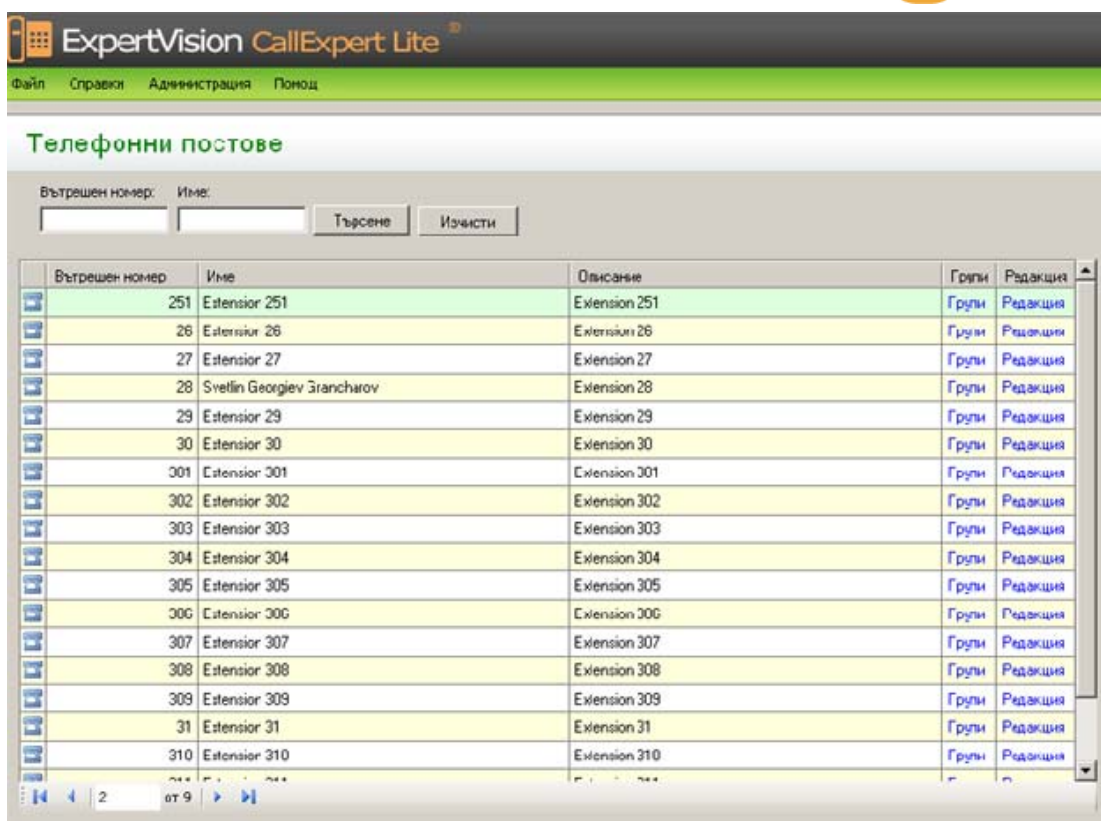 ExpertVision CallExpert Lite
Файл Справки Администрация Помощ
Телефонни постове
Вътрешен номер: Име:
Търсене Изчисти
Вътрешен номер Име Описание Групи Редакция
251 Extension 251 Extension 251 Групи Редакция
26 Extension 26 Extension 26 Групи Редакция
27 Extension 27 Extension 27 Групи Редакция
28 Svetlin Georgiev Grancharov Extension 28 Групи Редакция
29 Extension 29 Extension 29 Групи Редакция
30 Extension 30 Extension 30 Групи Редакция
301 Extension 301 Extension 301 Групи Редакция
302 Extension 302 Extension 302 Групи Редакция
303 Extension 303 Extension 303 Групи Редакция
304 Extension 304 Extension 304 Групи Редакция
305 Extension 305 Extension 305 Групи Редакция
306 Extension 306 Extension 306 Групи Редакция
307 Extension 307 Extension 307 Групи Редакция
308 Extension 308 Extension 308 Групи Редакция
309 Extension 309 Extension 309 Групи Редакция
31 Extension 31 Extension 31 Групи Редакция
310 Extension 310 Extension 310 Групи Редакция
2 от 9